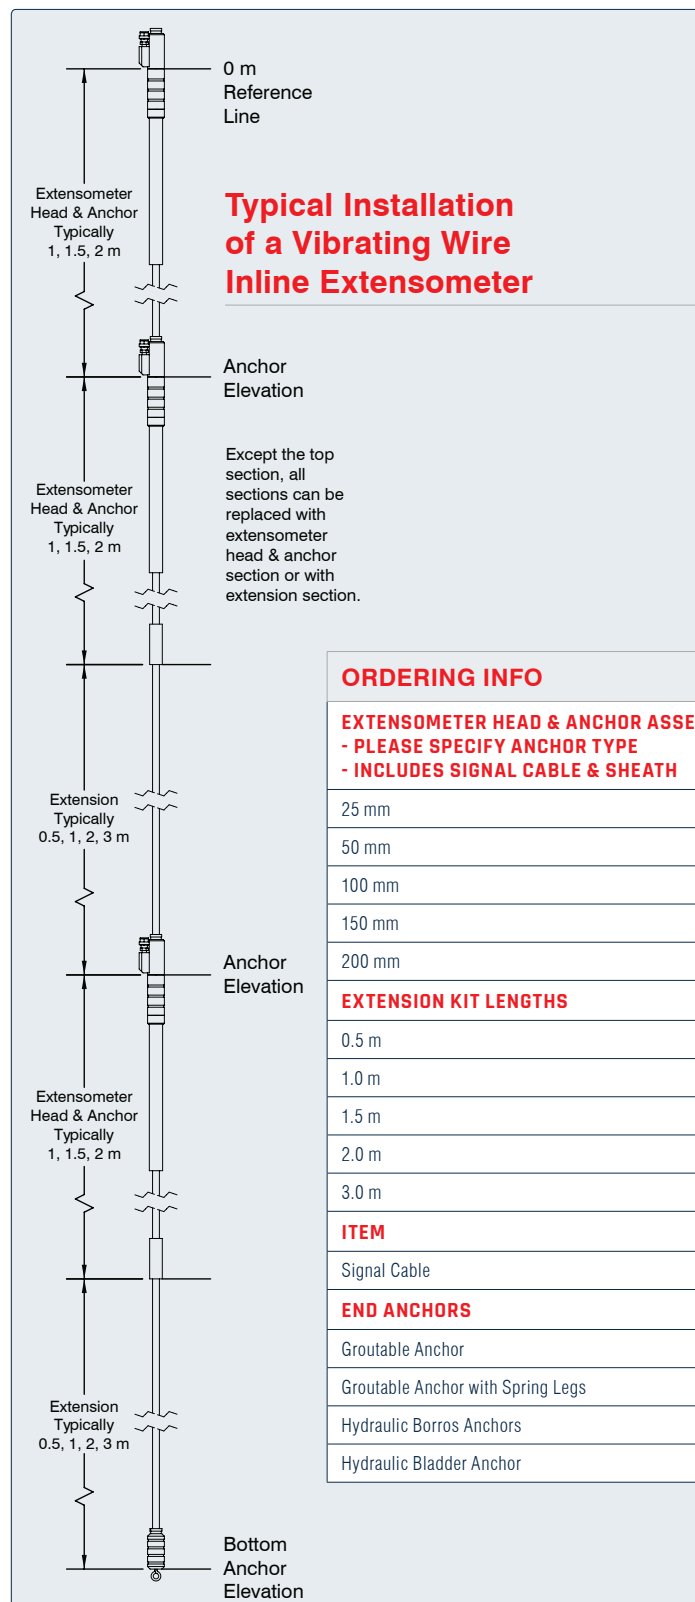 0 m
Reference
Line
Extensometer
Head & Anchor
Typically
1, 1.5, 2 m
Typical Installation
of a Vibrating Wire
Inline Extensometer
Anchor
Elevation
Except the top
section, all
sections can be
replaced with
extensometer
head & anchor
section or with
extension section.
Extensometer
Head & Anchor
Typically
1, 1.5, 2 m
Extension
Typically
0.5, 1, 2, 3 m
Anchor
Elevation
Extensometer
Head & Anchor
Typically
1, 1.5, 2 m
Extension
Typically
0.5, 1, 2, 3 m
Bottom
Anchor
Elevation
ORDERING INFO
EXTENSOMETER HEAD & ANCHOR ASSE
- PLEASE SPECIFY ANCHOR TYPE
- INCLUDES SIGNAL CABLE & SHEATH
25 mm
50 mm
100 mm
150 mm
200 mm
EXTENSION KIT LENGTHS
0.5 m
1.0 m
1.5 m
2.0 m
3.0 m
ITEM
Signal Cable
END ANCHORS
Groutable Anchor
Groutable Anchor with Spring Legs
Hydraulic Borros Anchors
Hydraulic Bladder Anchor